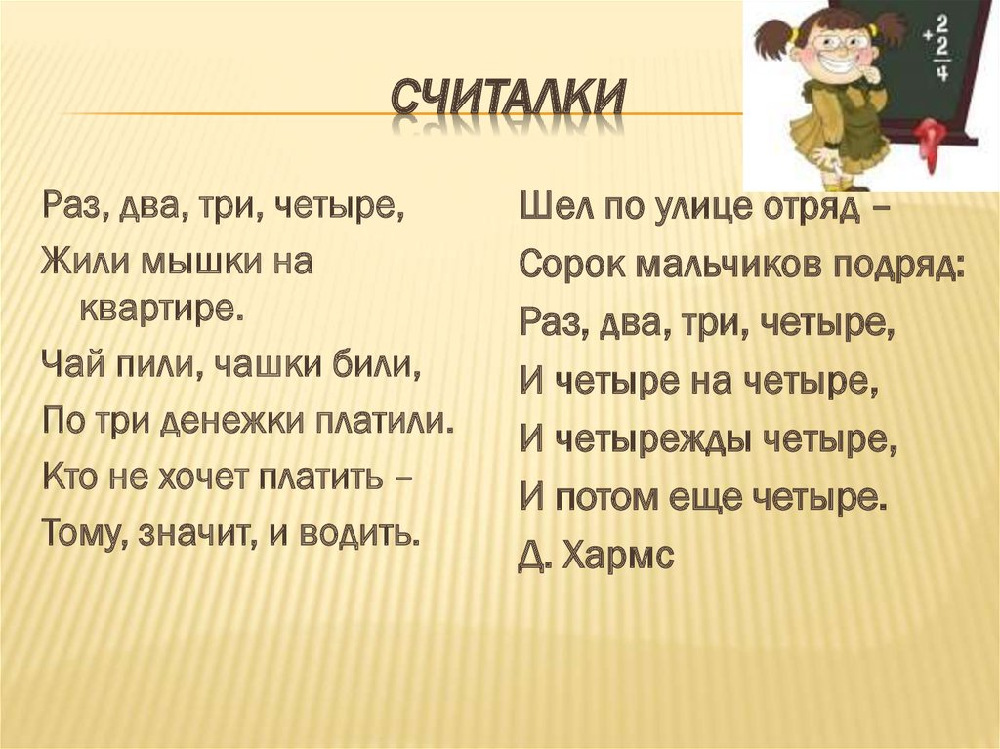 СЧИТАЛКИ
Раз, два, три, четыре,
Жили мышки на
квартире.
Чай пили, чашки били,
По три денежки платили.
Кто не хочет платить –
Тому, значит, и водить.
Шел по улице отряд –
Сорок мальчиков подряд:
Раз, два, три, четыре,
И четыре на четыре,
И четырежды четыре,
И потом еще четыре.
Д. Хармс
+2
2
4